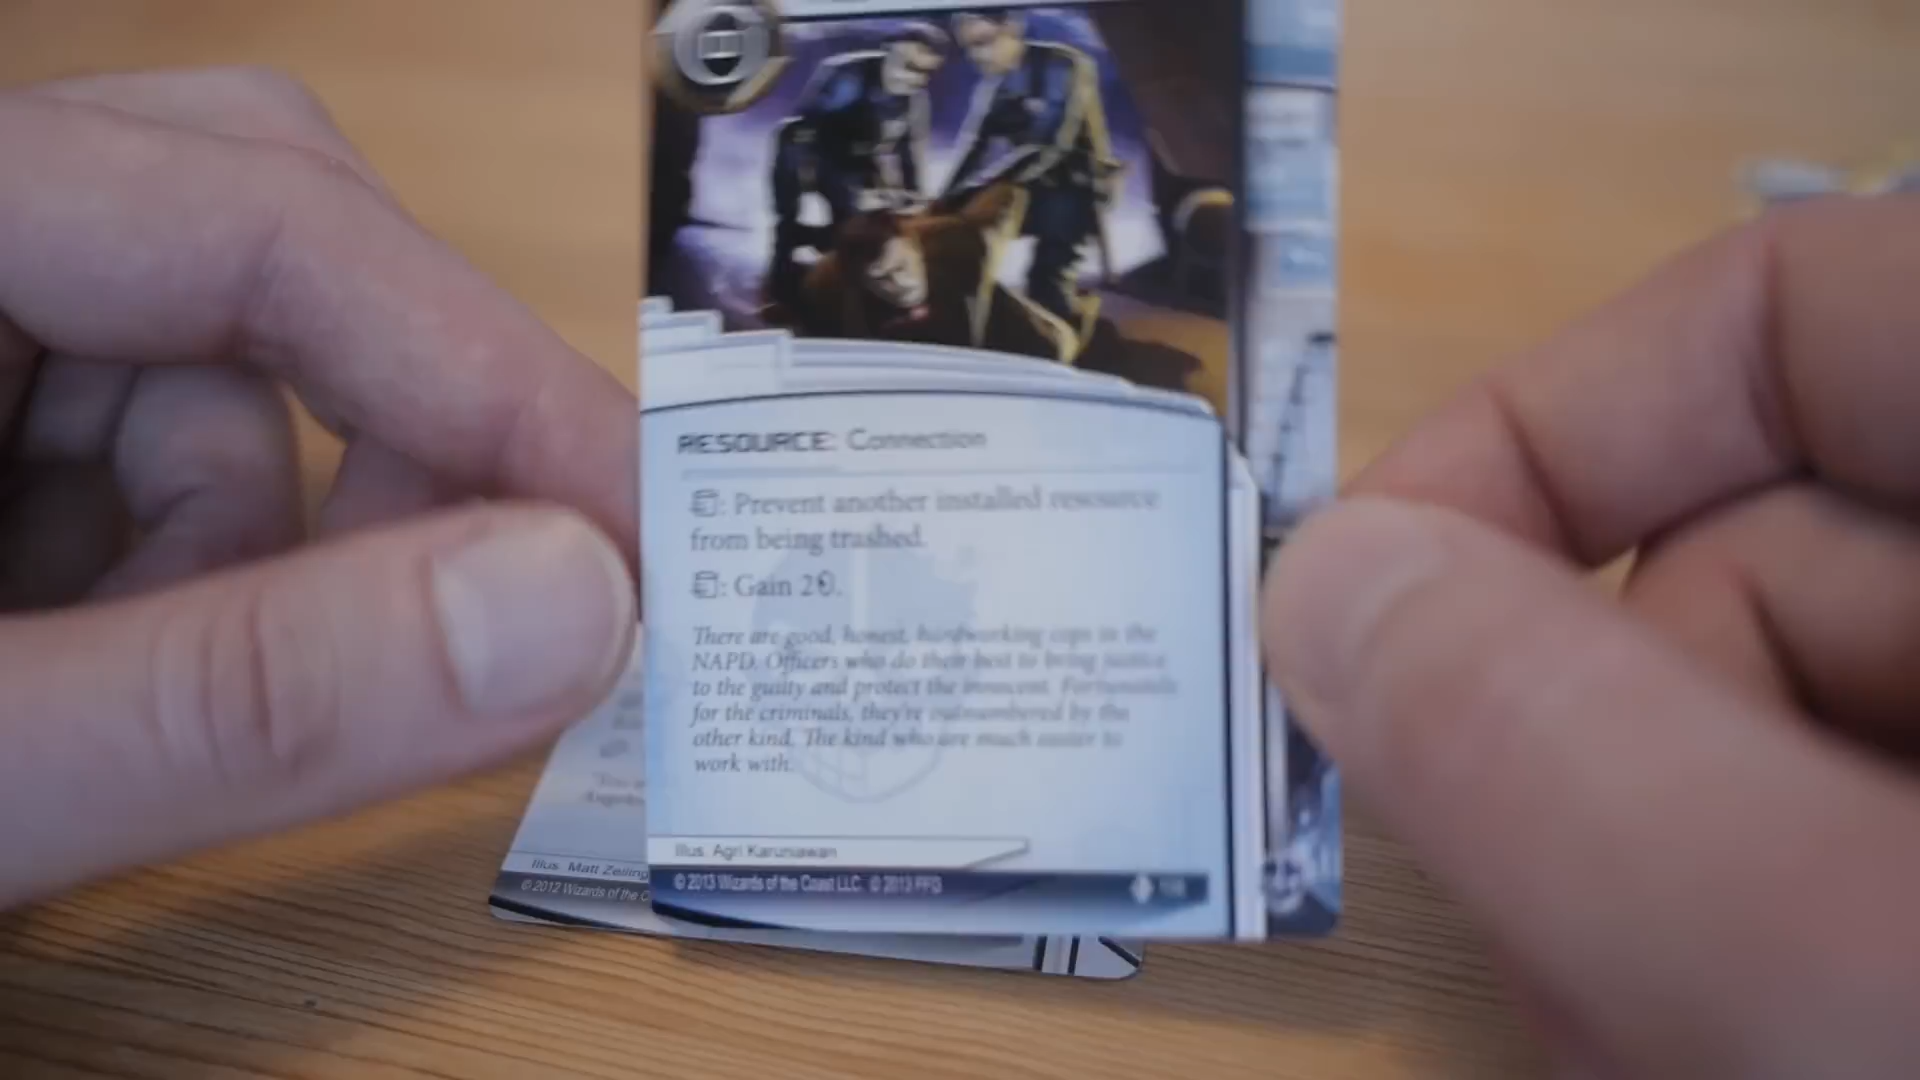 RESOURCE: Connection
: Prevent another installed resource
from being trashed.
: Gain 2.
There are good, honest, hardworking cops in the
NAPD. Officers who do their best to bring justice
to the guilty and protect the innocent. Fortunately
for the criminals, they're outnumbered by the
other kind. The kind who are much easier to
work with.
Illus. Agri Karuniawan
© 2013 Wizards of the Coast LLC. © 2013 FFG
Illus. Matt Zeiling
© 2012 Wizards of the C